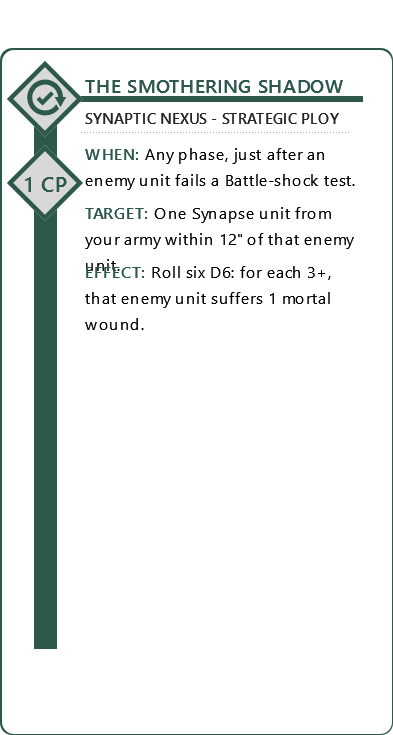 THE SMOTHERING SHADOW
SYNAPTIC NEXUS - STRATEGIC PLOY
1 CP
WHEN: Any phase, just after an
enemy unit fails a Battle-shock test.
TARGET: One Synapse unit from
your army within 12" of that enemy
unit.
EFFECT: Roll six D6: for each 3+,
that enemy unit suffers 1 mortal
wound.